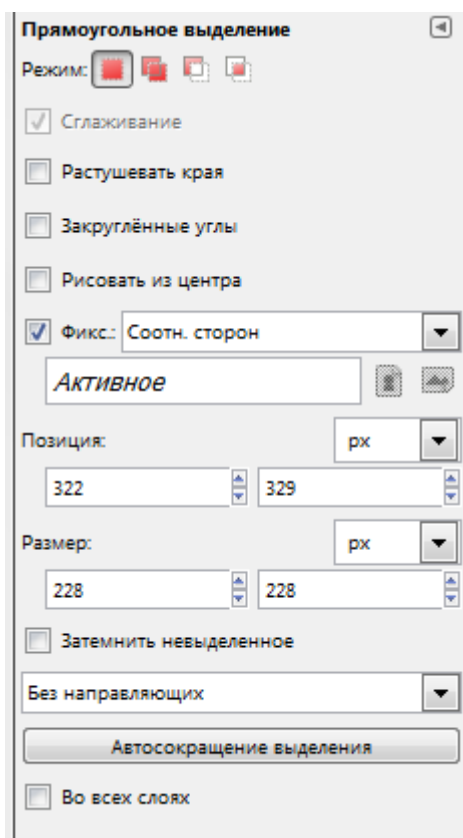 Прямоугольное выделение
Режим:
Сглаживание
Растушевать края
Закруглённые углы
Рисовать из центра
Фикс.: Соотн. сторон
Активное
Позиция: px
322 329
Размер: px
228 228
Затемнить невыделенное
Без направляющих
Автосокращение выделения
Во всех слоях